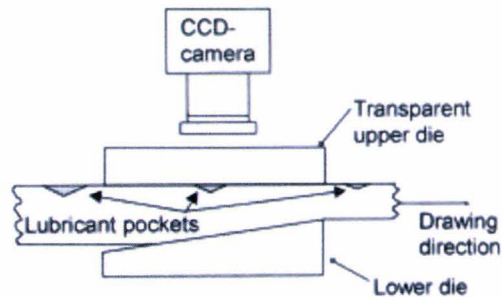 CCD-
camera
Transparent
upper die
Lubricant pockets
Drawing
direction
Lower die